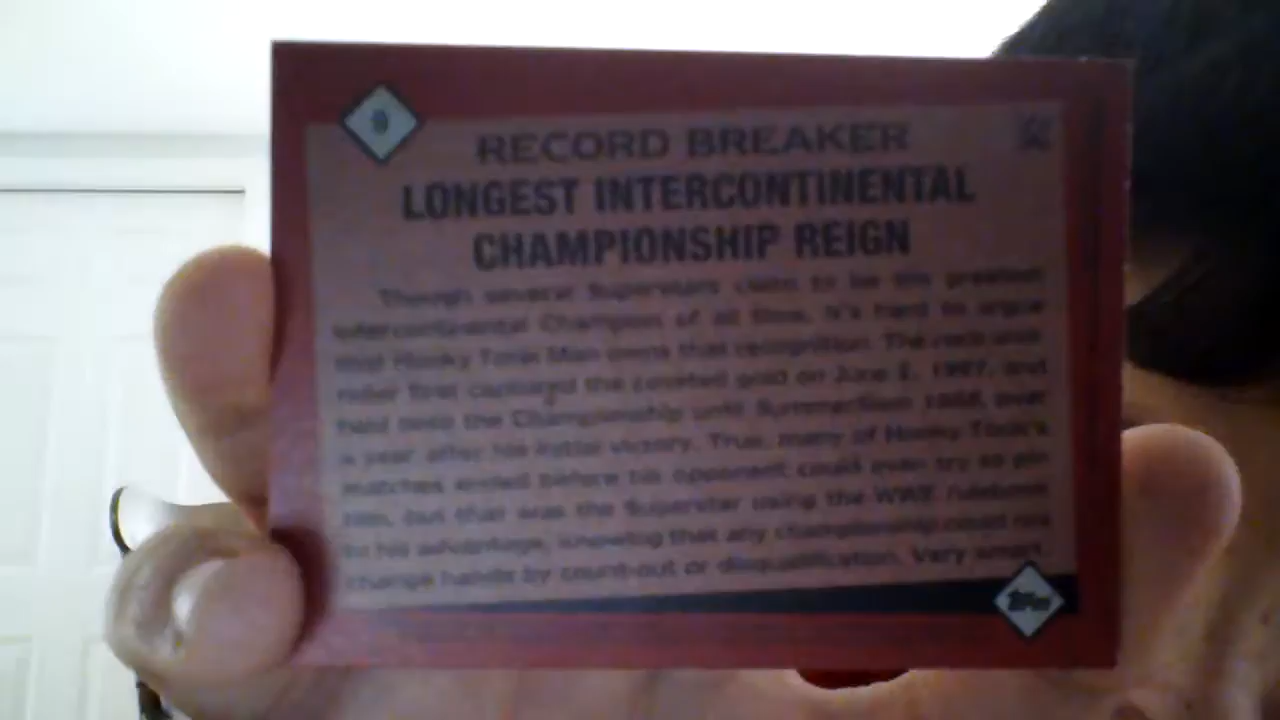 RECORD BREAKER
LONGEST INTERCONTINENTAL
CHAMPIONSHIP REIGN
Though several Superstars claim to be the greatest
Intercontinental Champion of all time, it's hard to argue
that Honky Tonk Man owns that recognition. The rock-and-
roller first captured the coveted gold on June 2, 1987, and
held onto the Championship until SummerSlam 1988, over
a year after his initial victory. True, many of Honky Tonk's
matches ended before his opponent could even try to pin
him, but that was the Superstar using the WWE rulebook
to his advantage, knowing that any championship could not
change hands by count-out or disqualification. Very smart.
Topps